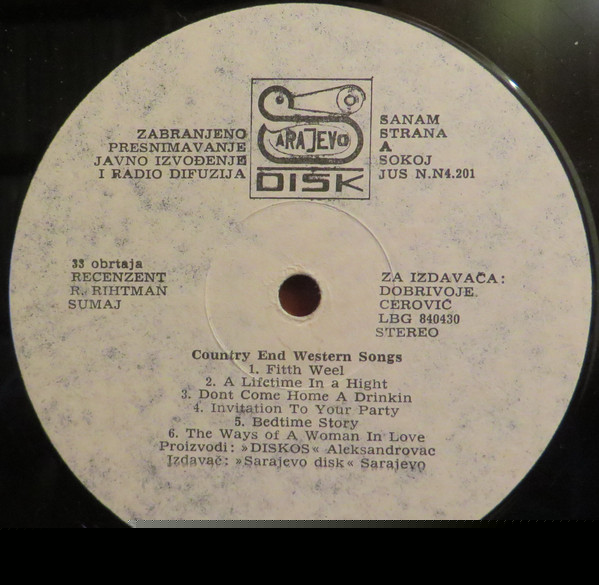 SARAJEVO
DISK
ZABRANJENO
PRESNIMAVANJE
JAVNO IZVOĐENJE
I RADIO DIFUZIJA
SANAM
STRANA
A
SOKOJ
JUS N.N4.201
33 obrtaja
RECENZENT
R. RIHTMAN
SUMAJ
ZA IZDAVAČA:
DOBRIVOJE
CEROVIĆ
LBG 840430
STEREO
Country End Western Songs
1. Fitth Weel
2. A Lifctime In a Hight
3. Dont Come Home A Drinkin
4. Invitation To Your Party
5. Bedtime Story
6. The Ways of A Woman In Love
Proizvodi: »DISKOS« Aleksandrovac
Izdavač: »Sarajevo disk« Sarajevo